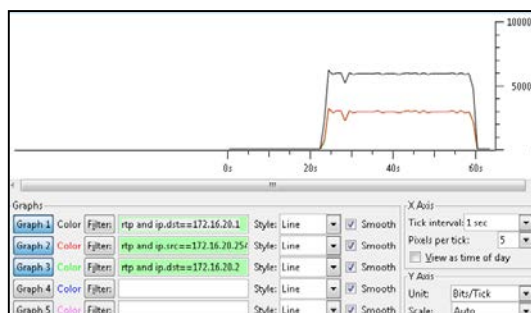 10000
5000
0
0s 20s 40s 60s
Graphs
Graph 1 Color Filter: rtp and ip.dst==172.16.20.1 Style: Line Smooth
Graph 2 Color Filter: rtp and ip.src==172.16.20.25 Style: Line Smooth
Graph 3 Color Filter: rtp and ip.dst==172.16.20.2 Style: Line Smooth
Graph 4 Color Filter: Style: Line Smooth
Graph 5 Color Filter: Style: Line Smooth
X Axis
Tick interval: 1 sec
Pixels per tick: 5
View as time of day
Y Axis
Unit: Bits/Tick
Scale: Auto